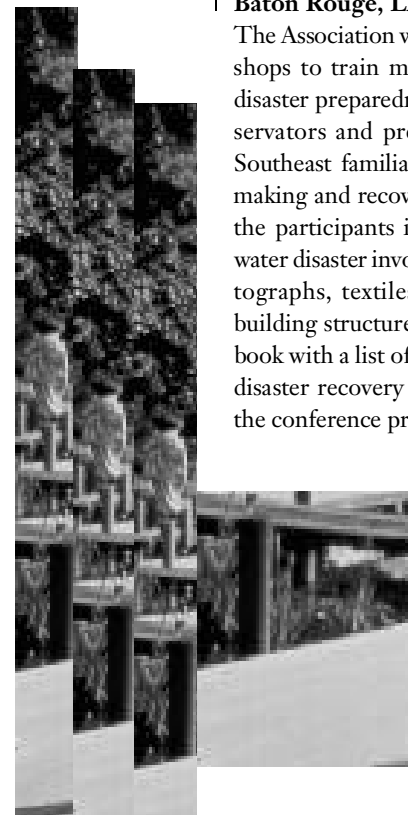 Baton Rouge, L
The Association w
shops to train m
disaster preparedn
servators and pro
Southeast familia
making and recov
the participants i
water disaster invo
tographs, textiles
building structure
book with a list of
disaster recovery
the conference pr